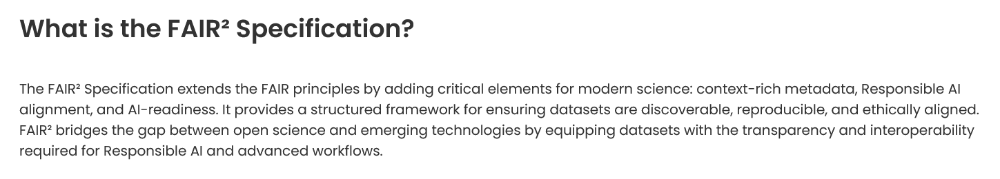 What is the FAIR² Specification?
The FAIR² Specification extends the FAIR principles by adding critical elements for modern science: context-rich metadata, Responsible AI
alignment, and AI-readiness. It provides a structured framework for ensuring datasets are discoverable, reproducible, and ethically aligned.
FAIR² bridges the gap between open science and emerging technologies by equipping datasets with the transparency and interoperability
required for Responsible AI and advanced workflows.